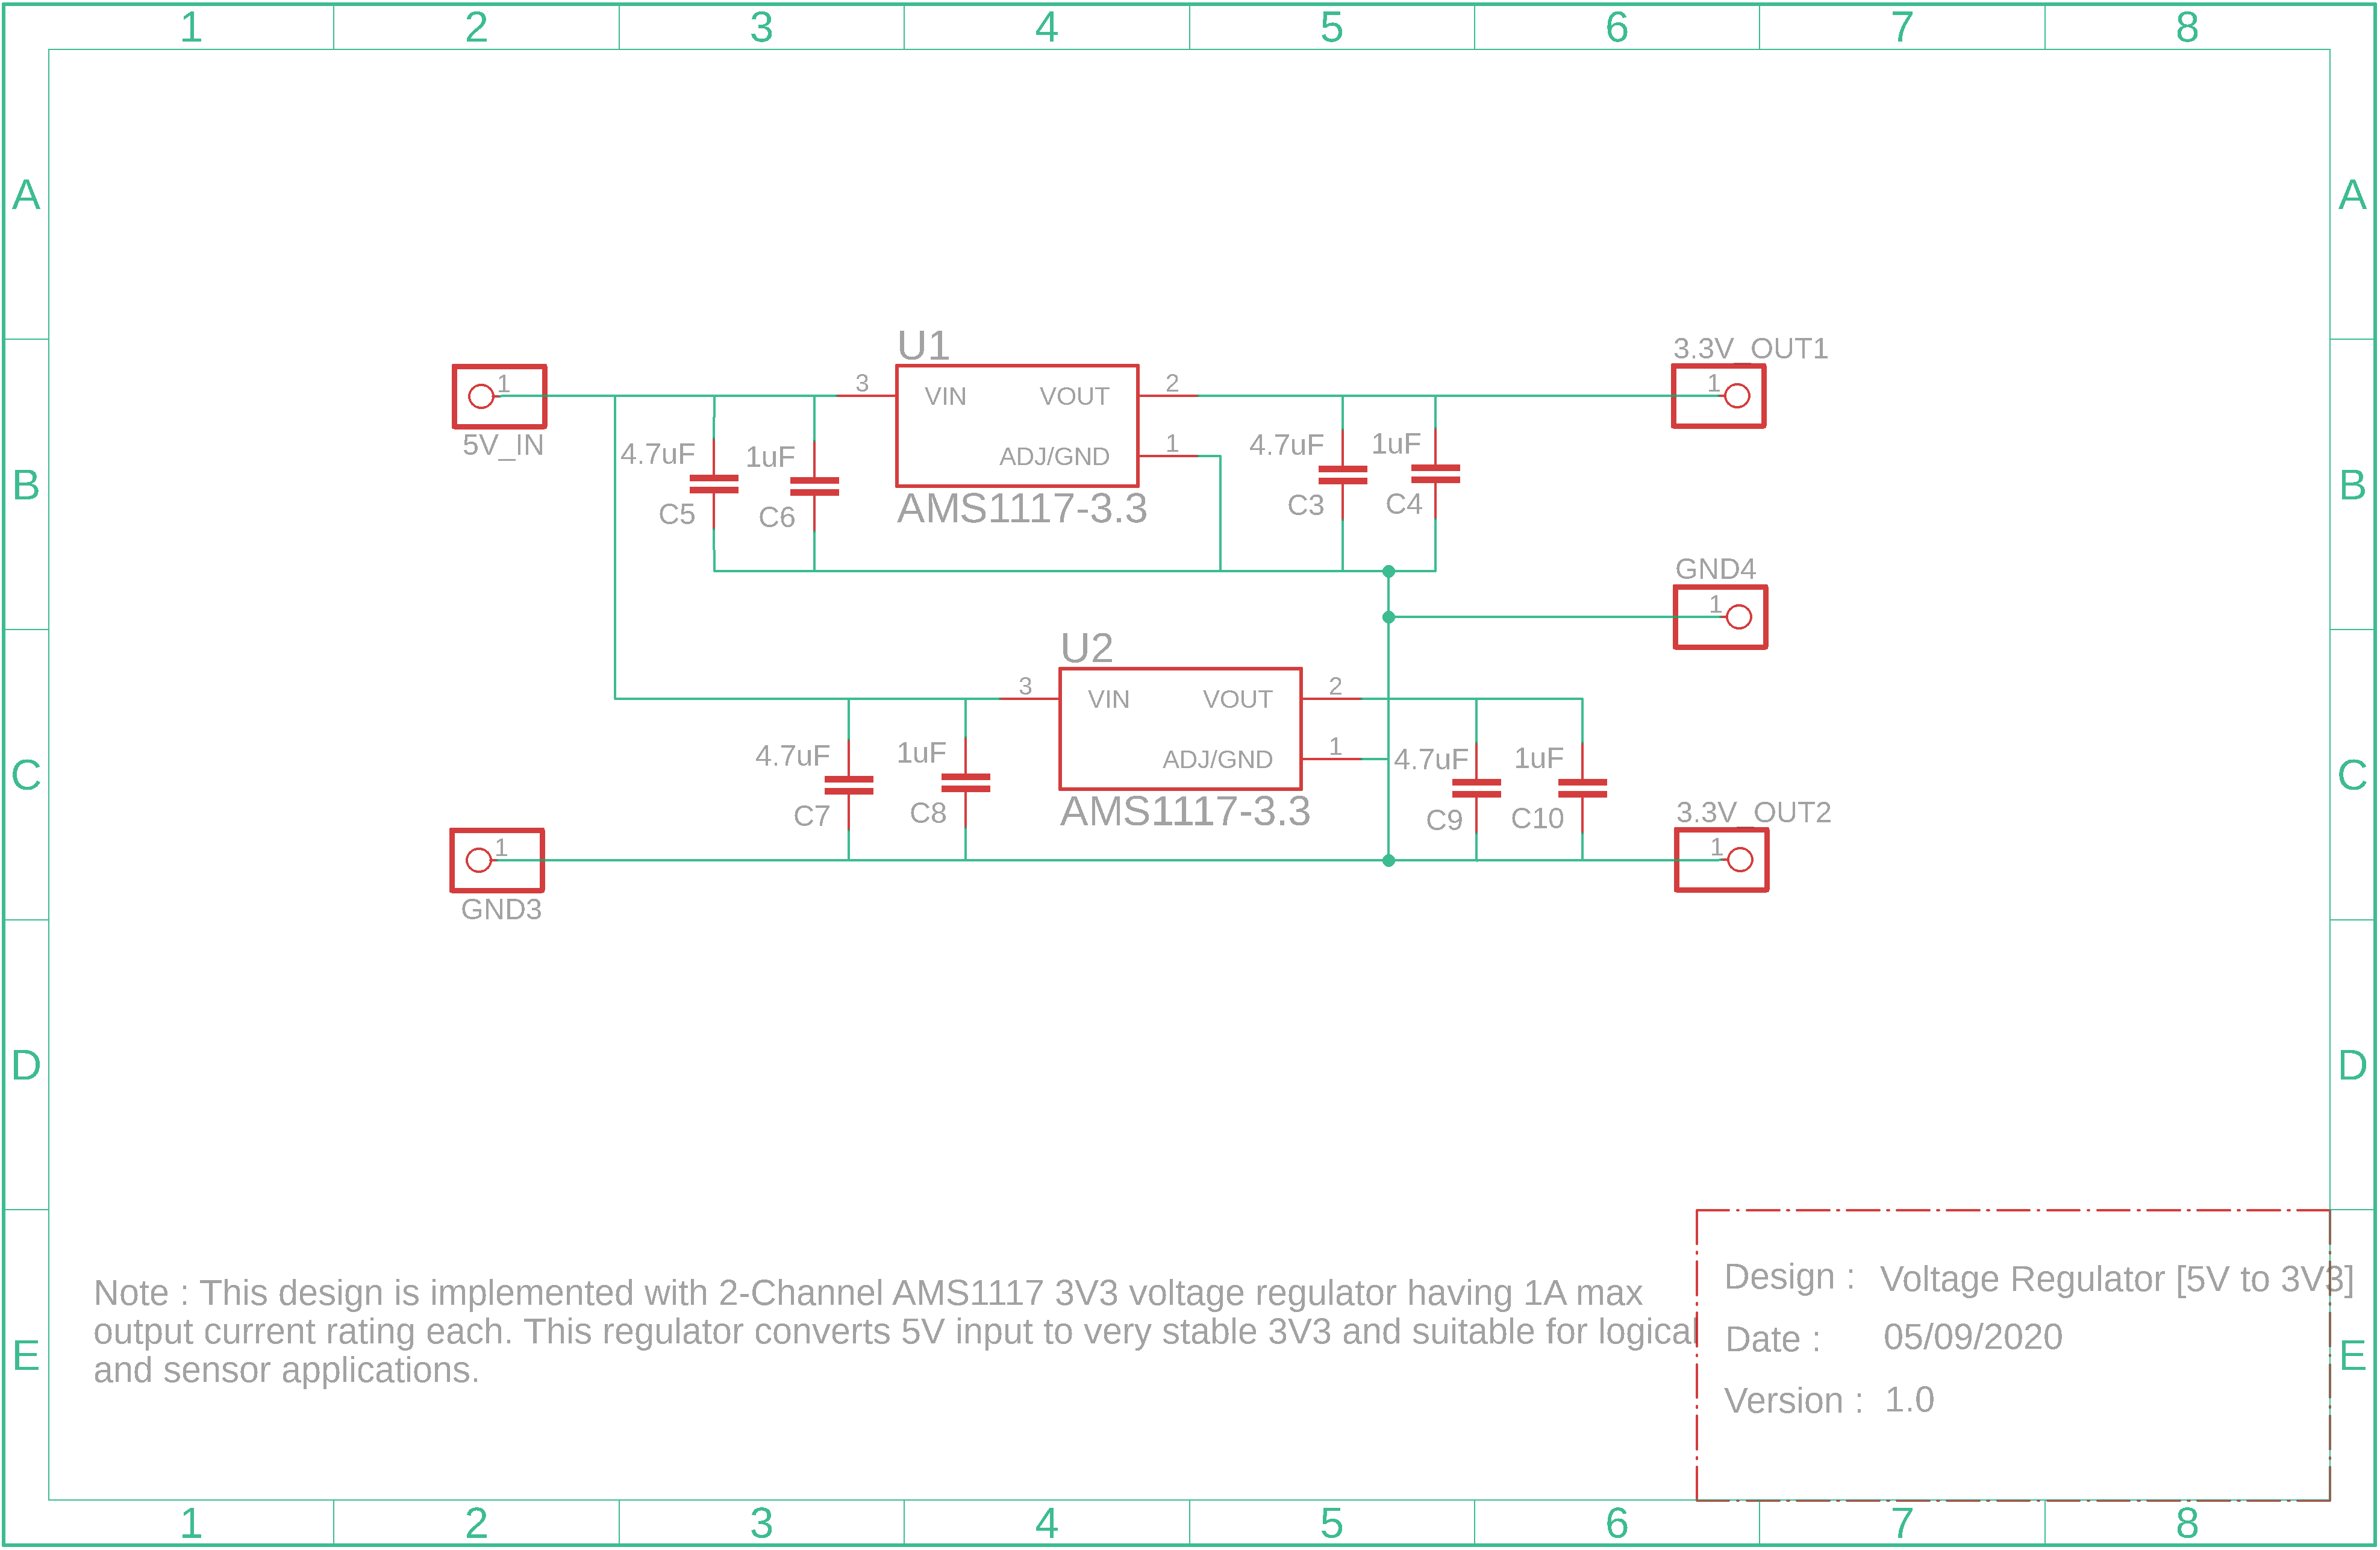 1 2 3 4 5 6 7 8
A A
U1
3.3V_OUT1
1 3 VIN VOUT 2 1
5V_IN
4.7uF 1uF ADJ/GND 1 4.7uF 1uF
B B
C5 C6 AMS1117-3.3 C3 C4
GND4
1
U2
3 VIN VOUT 2
4.7uF 1uF ADJ/GND 1 4.7uF 1uF
C C
C7 C8 AMS1117-3.3 C9 C10
3.3V_OUT2
1 1
GND3
D D
Note : This design is implemented with 2-Channel AMS1117 3V3 voltage regulator having 1A max
output current rating each. This regulator converts 5V input to very stable 3V3 and suitable for logical
and sensor applications.
Design : Voltage Regulator [5V to 3V3]
Date : 05/09/2020
Version : 1.0
E E
1 2 3 4 5 6 7 8